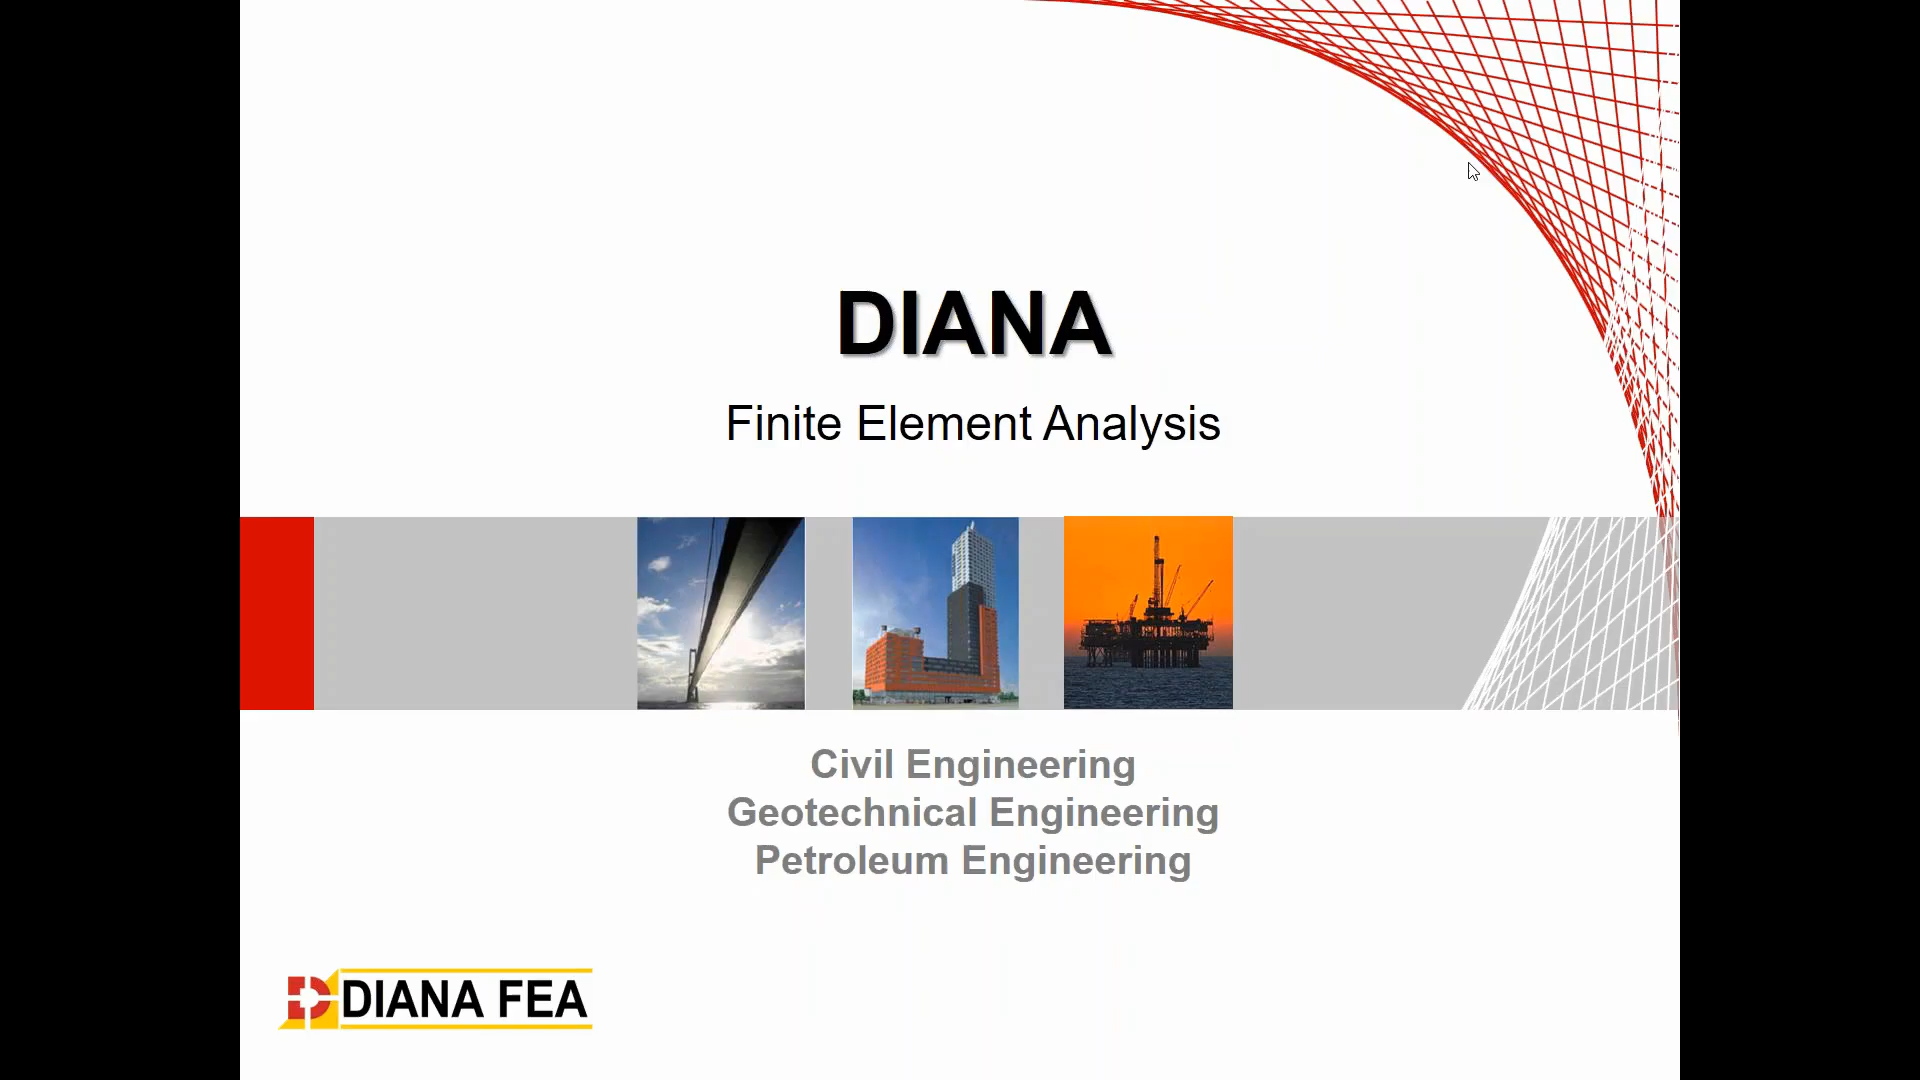 DIANA
Finite Element Analysis
Civil Engineering
Geotechnical Engineering
Petroleum Engineering
DIANA FEA